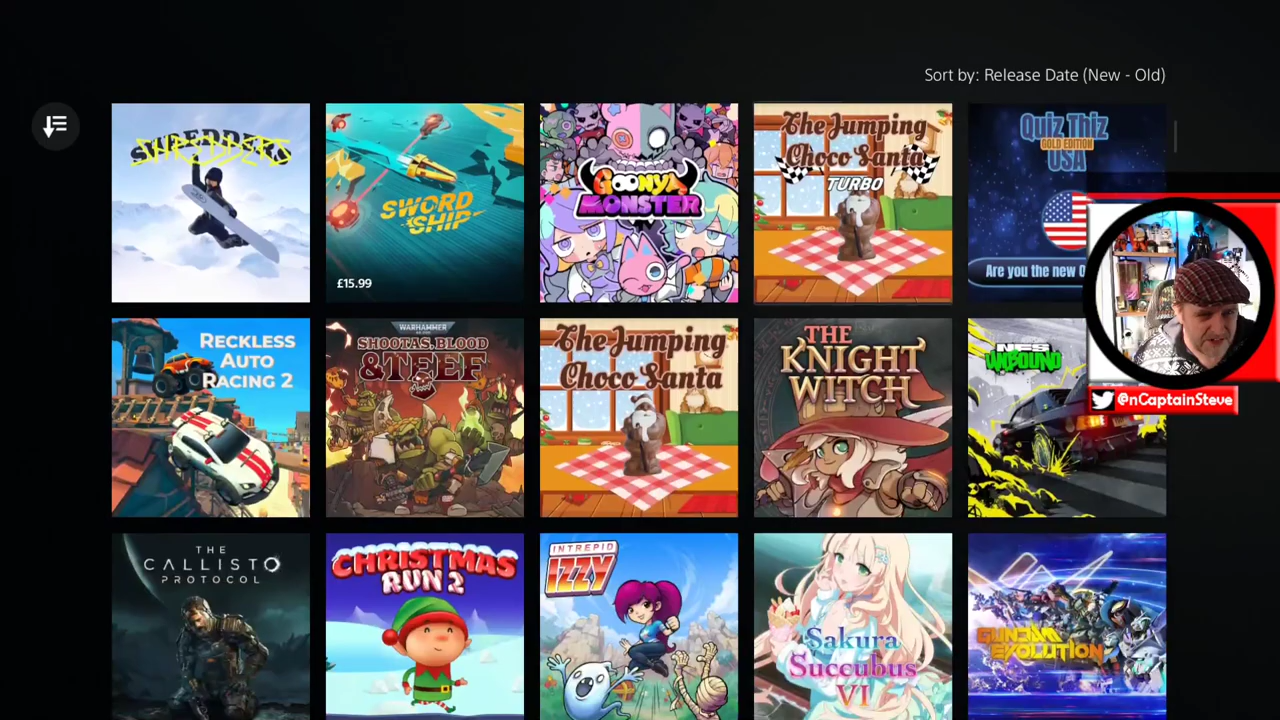 Sort by: Release Date (New - Old)
SHREDDERS
SWORD
SHIP
£15.99
GOONYA
MONSTER
The Jumping
Choco Santa
TURBO
Quiz Thiz
GOLD EDITION
USA
Are you the new
RECKLESS
AUTO
RACING 2
WARHAMMER
SHOOTAS, BLOOD
& TEEF
The Jumping
Choco Santa
THE
KNIGHT
WITCH
NFS
UNBOUND
@nCaptainSteve
THE
CALLISTO
PROTOCOL
CHRISTMAS
RUN 2
INTREPID
IZZY
Sakura
Succubus
VI
GUNDAM
EVOLUTION